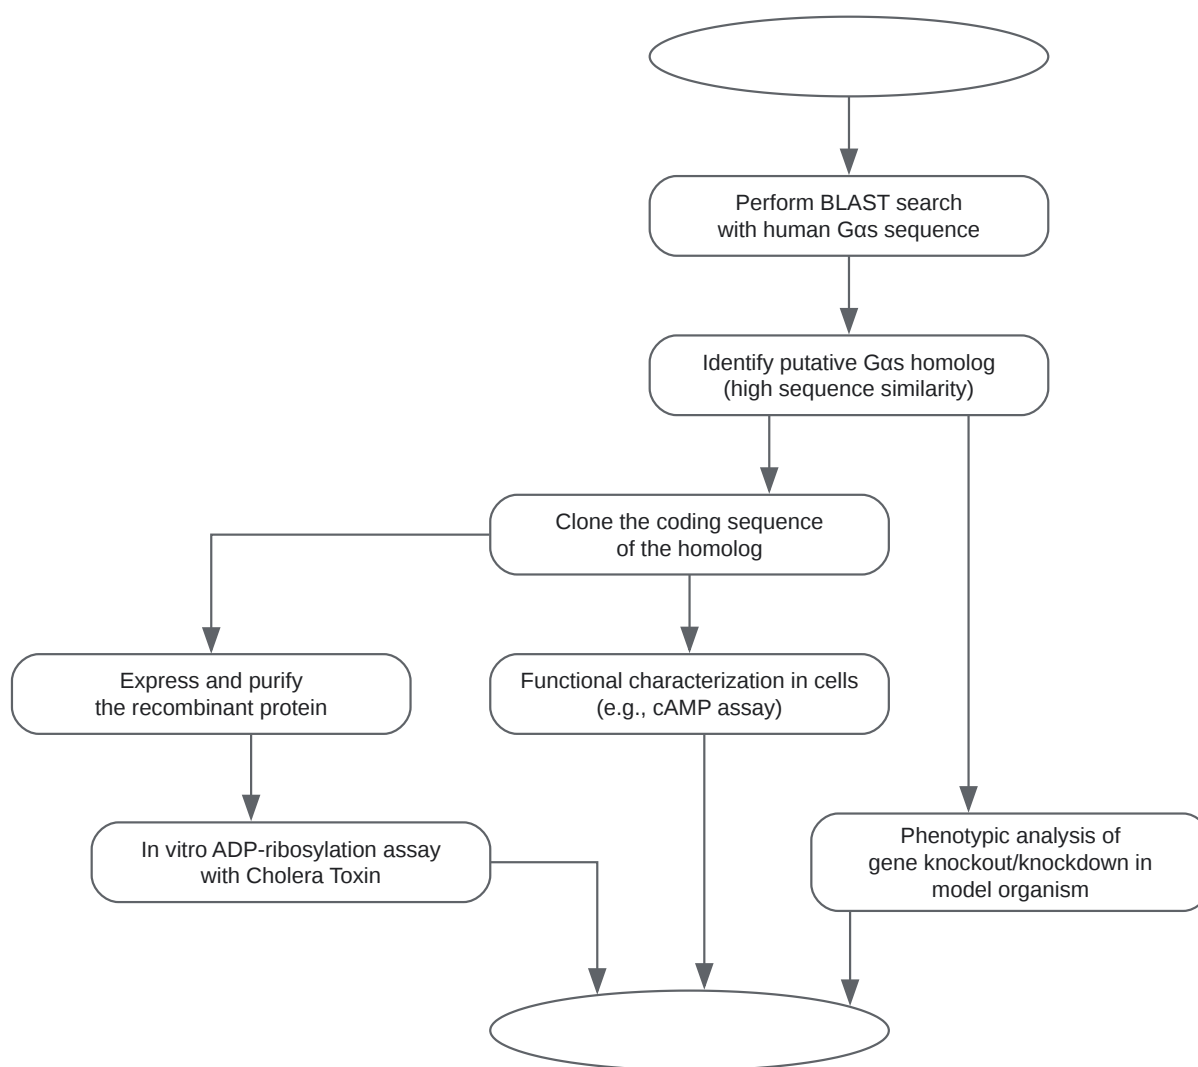 Perform BLAST search
with human Gαs sequence
Identify putative Gαs homolog
(high sequence similarity)
Clone the coding sequence
of the homolog
Express and purify
the recombinant protein
Functional characterization in cells
(e.g., cAMP assay)
In vitro ADP-ribosylation assay
with Cholera Toxin
Phenotypic analysis of
gene knockout/knockdown in
model organism